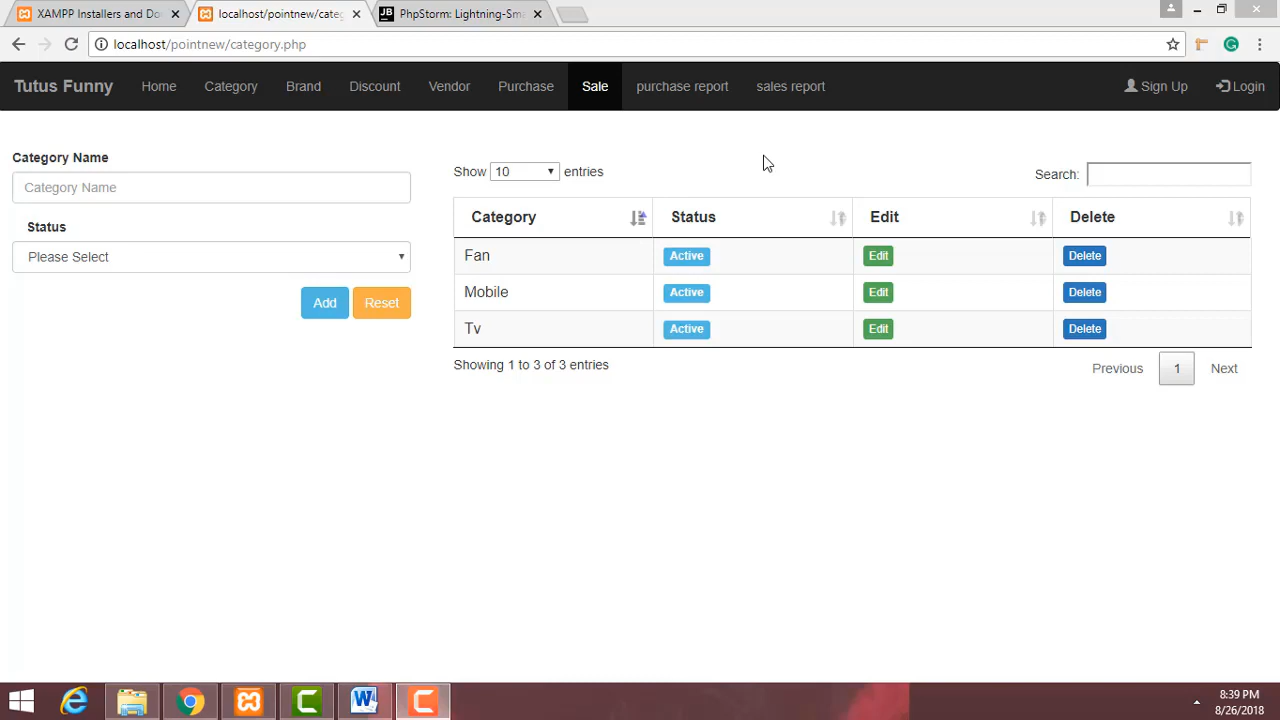 XAMPP Installers and Do
localhost/pointnew/categ
PhpStorm: Lightning-Sm
localhost/pointnew/category.php
Tutus Funny Home Category Brand Discount Vendor Purchase Sale purchase report sales report Sign Up Login
Category Name
Category Name
Status
Please Select
Add Reset
Show 10 entries
Search:
Category Status Edit Delete
Fan Active Edit Delete
Mobile Active Edit Delete
Tv Active Edit Delete
Showing 1 to 3 of 3 entries
Previous 1 Next
8:39 PM
8/26/2018